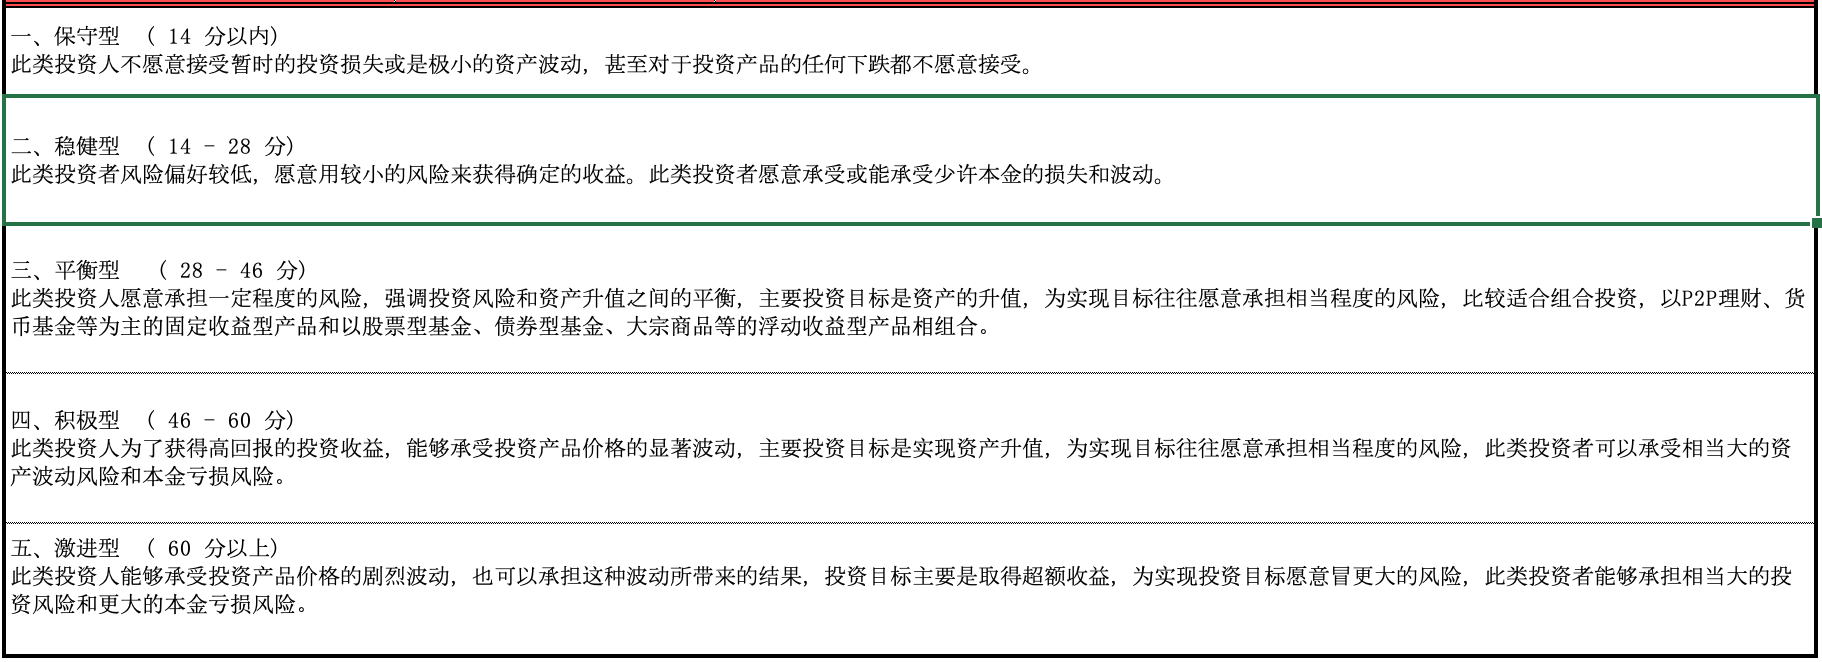 一、保守型 （ 14 分以内）
此类投资人不愿意接受暂时的投资损失或是极小的资产波动，甚至对于投资产品的任何下跌都不愿意接受。
二、稳健型 （ 14 - 28 分）
此类投资者风险偏好较低，愿意用较小的风险来获得确定的收益。此类投资者愿意承受或能承受少许本金的损失和波动。
三、平衡型 （ 28 - 46 分）
此类投资人愿意承担一定程度的风险，强调投资风险和资产升值之间的平衡，主要投资目标是资产的升值，为实现目标往往愿意承担相当程度的风险，比较适合组合投资，以P2P理财、货
币基金等为主的固定收益型产品和以股票型基金、债券型基金、大宗商品等的浮动收益型产品相组合。
四、积极型 （ 46 - 60 分）
此类投资人为了获得高回报的投资收益，能够承受投资产品价格的显著波动，主要投资目标是实现资产升值，为实现目标往往愿意承担相当程度的风险，此类投资者可以承受相当大的资
产波动风险和本金亏损风险。
五、激进型 （ 60 分以上）
此类投资人能够承受投资产品价格的剧烈波动，也可以承担这种波动所带来的结果，投资目标主要是取得超额收益，为实现投资目标愿意冒更大的风险，此类投资者能够承担相当大的投
资风险和更大的本金亏损风险。